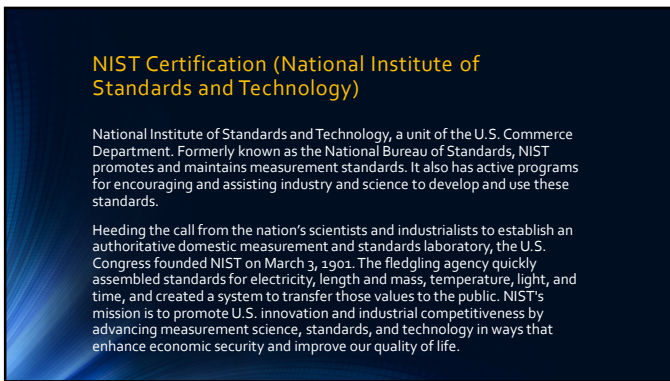 NIST Certification (National Institute of
Standards and Technology)
National Institute of Standards and Technology, a unit of the U.S. Commerce
Department. Formerly known as the National Bureau of Standards, NIST
promotes and maintains measurement standards. It also has active programs
for encouraging and assisting industry and science to develop and use these
standards.
Heeding the call from the nation’s scientists and industrialists to establish an
authoritative domestic measurement and standards laboratory, the U.S.
Congress founded NIST on March 3, 1901. The fledgling agency quickly
assembled standards for electricity, length and mass, temperature, light, and
time, and created a system to transfer those values to the public. NIST's
mission is to promote U.S. innovation and industrial competitiveness by
advancing measurement science, standards, and technology in ways that
enhance economic security and improve our quality of life.